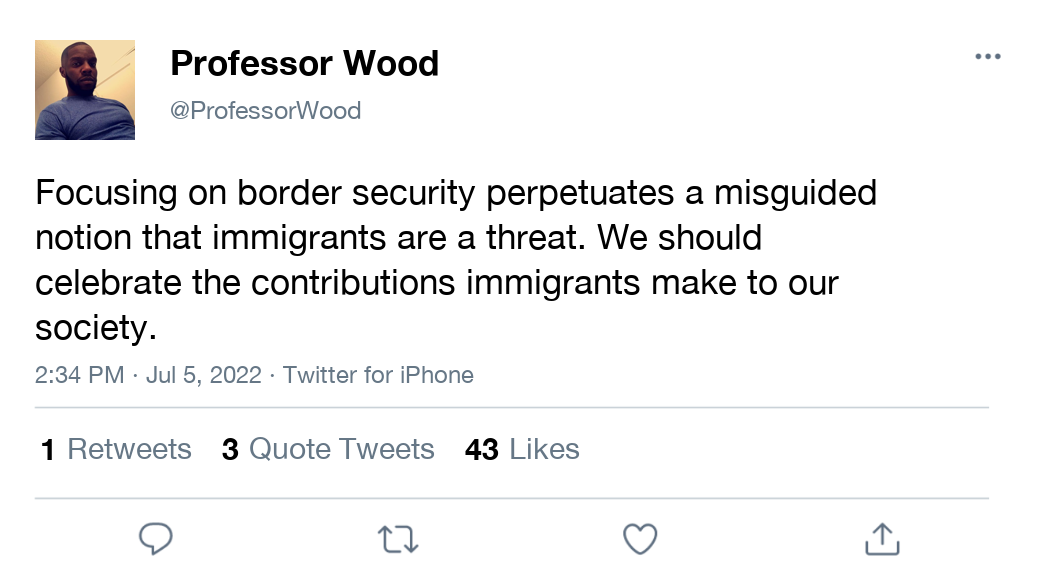 Professor Wood
@ProfessorWood
Focusing on border security perpetuates a misguided
notion that immigrants are a threat. We should
celebrate the contributions immigrants make to our
society.
2:34 PM · Jul 5, 2022 · Twitter for iPhone
1 Retweets 3 Quote Tweets 43 Likes